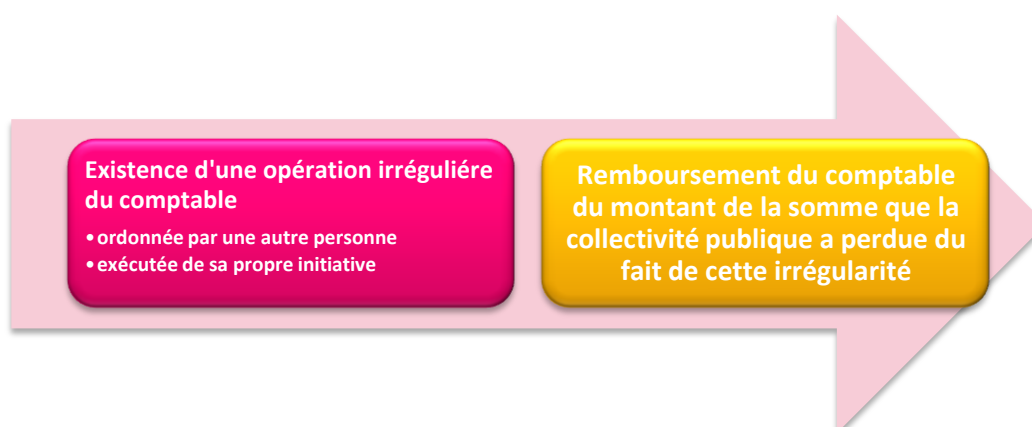 Existence d'une opération irréguliére
du comptable
•ordonnée par une autre personne
•exécutée de sa propre initiative
Remboursement du comptable
du montant de la somme que la
collectivité publique a perdue du
fait de cette irrégularité